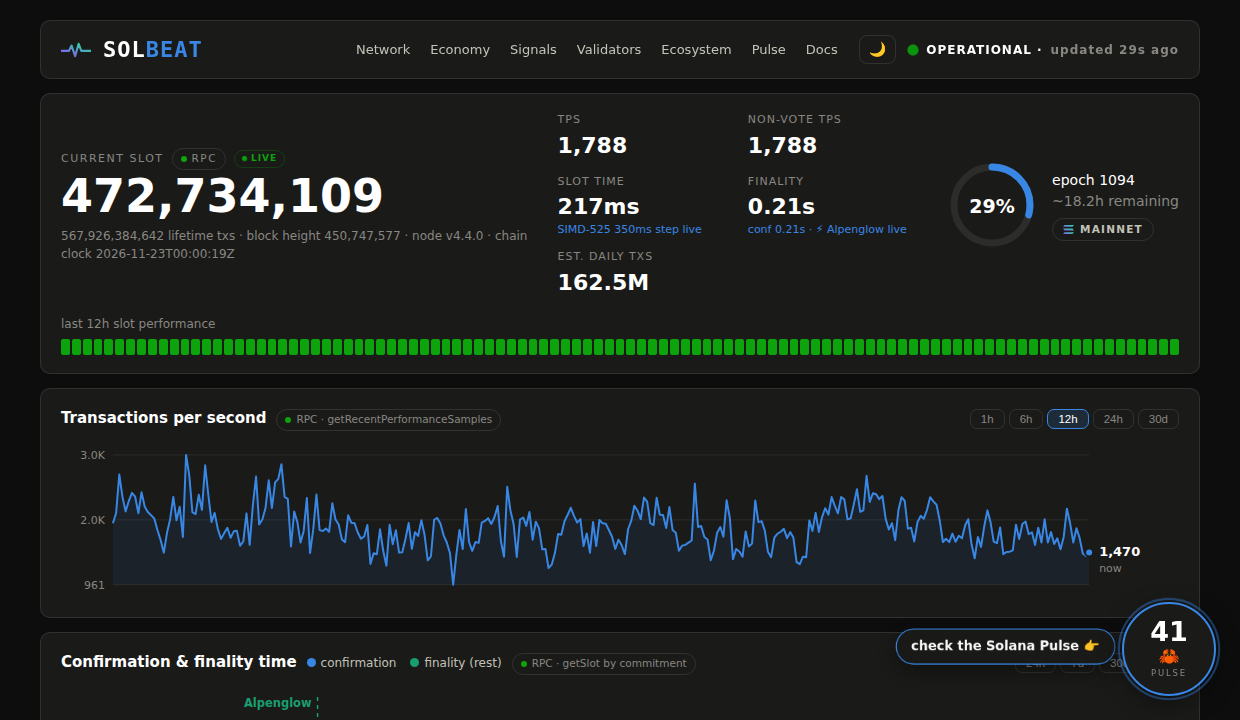 SOLBEAT
Network Economy Signals Validators Ecosystem Pulse Docs
OPERATIONAL · updated 29s ago
CURRENT SLOT RPC LIVE
472,734,109
567,926,384,642 lifetime txs · block height 450,747,577 · node v4.4.0 · chain
clock 2026-11-23T00:00:19Z
TPS
1,788
NON-VOTE TPS
1,788
SLOT TIME
217ms
SIMD-525 350ms step live
FINALITY
0.21s
conf 0.21s · ⚡ Alpenglow live
EST. DAILY TXS
162.5M
29%
epoch 1094
~18.2h remaining
MAINNET
last 12h slot performance
Transactions per second RPC · getRecentPerformanceSamples
1h 6h 12h 24h 30d
3.0K
2.0K
961
1,470
now
Confirmation & finality time confirmation finality (rest) RPC · getSlot by commitment
Alpenglow
check the Solana Pulse 👉
41
🦀
PULSE